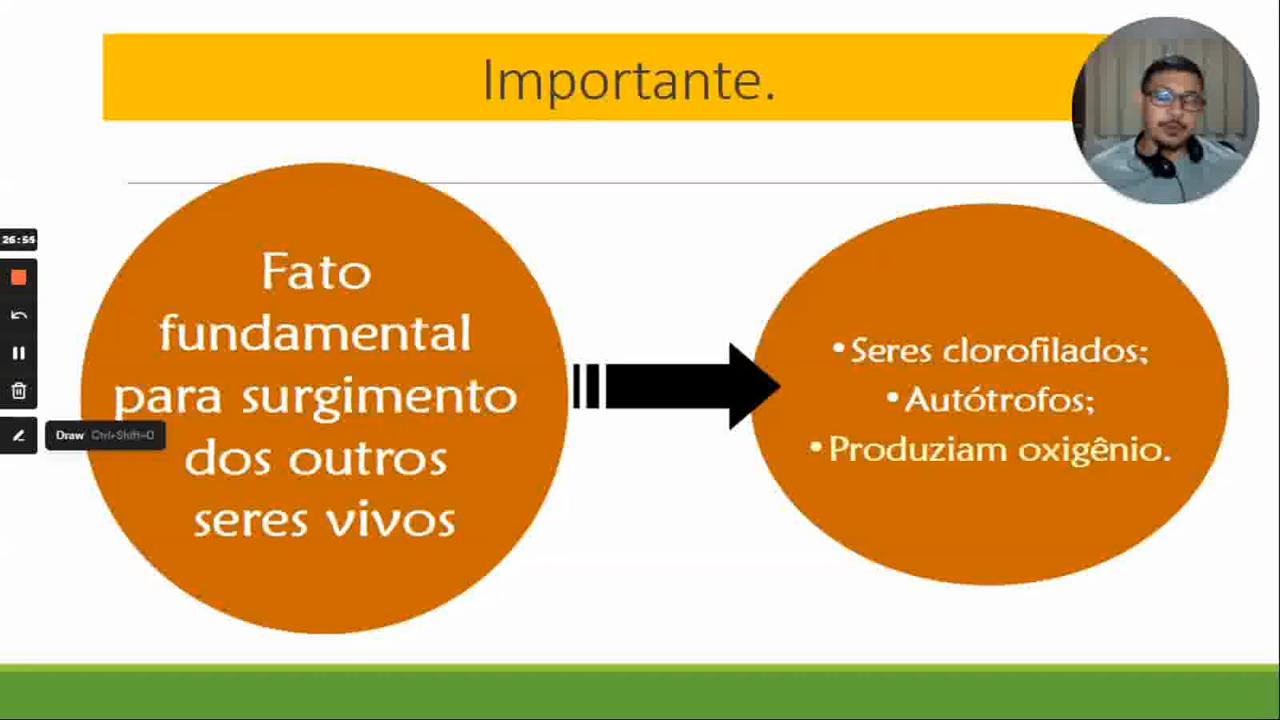 Importante.
26:55
Fato
fundamental
para surgimento
dos outros
seres vivos
•Seres clorofilados;
•Autótrofos;
•Produziam oxigênio.
Draw Ctrl+Shift+D